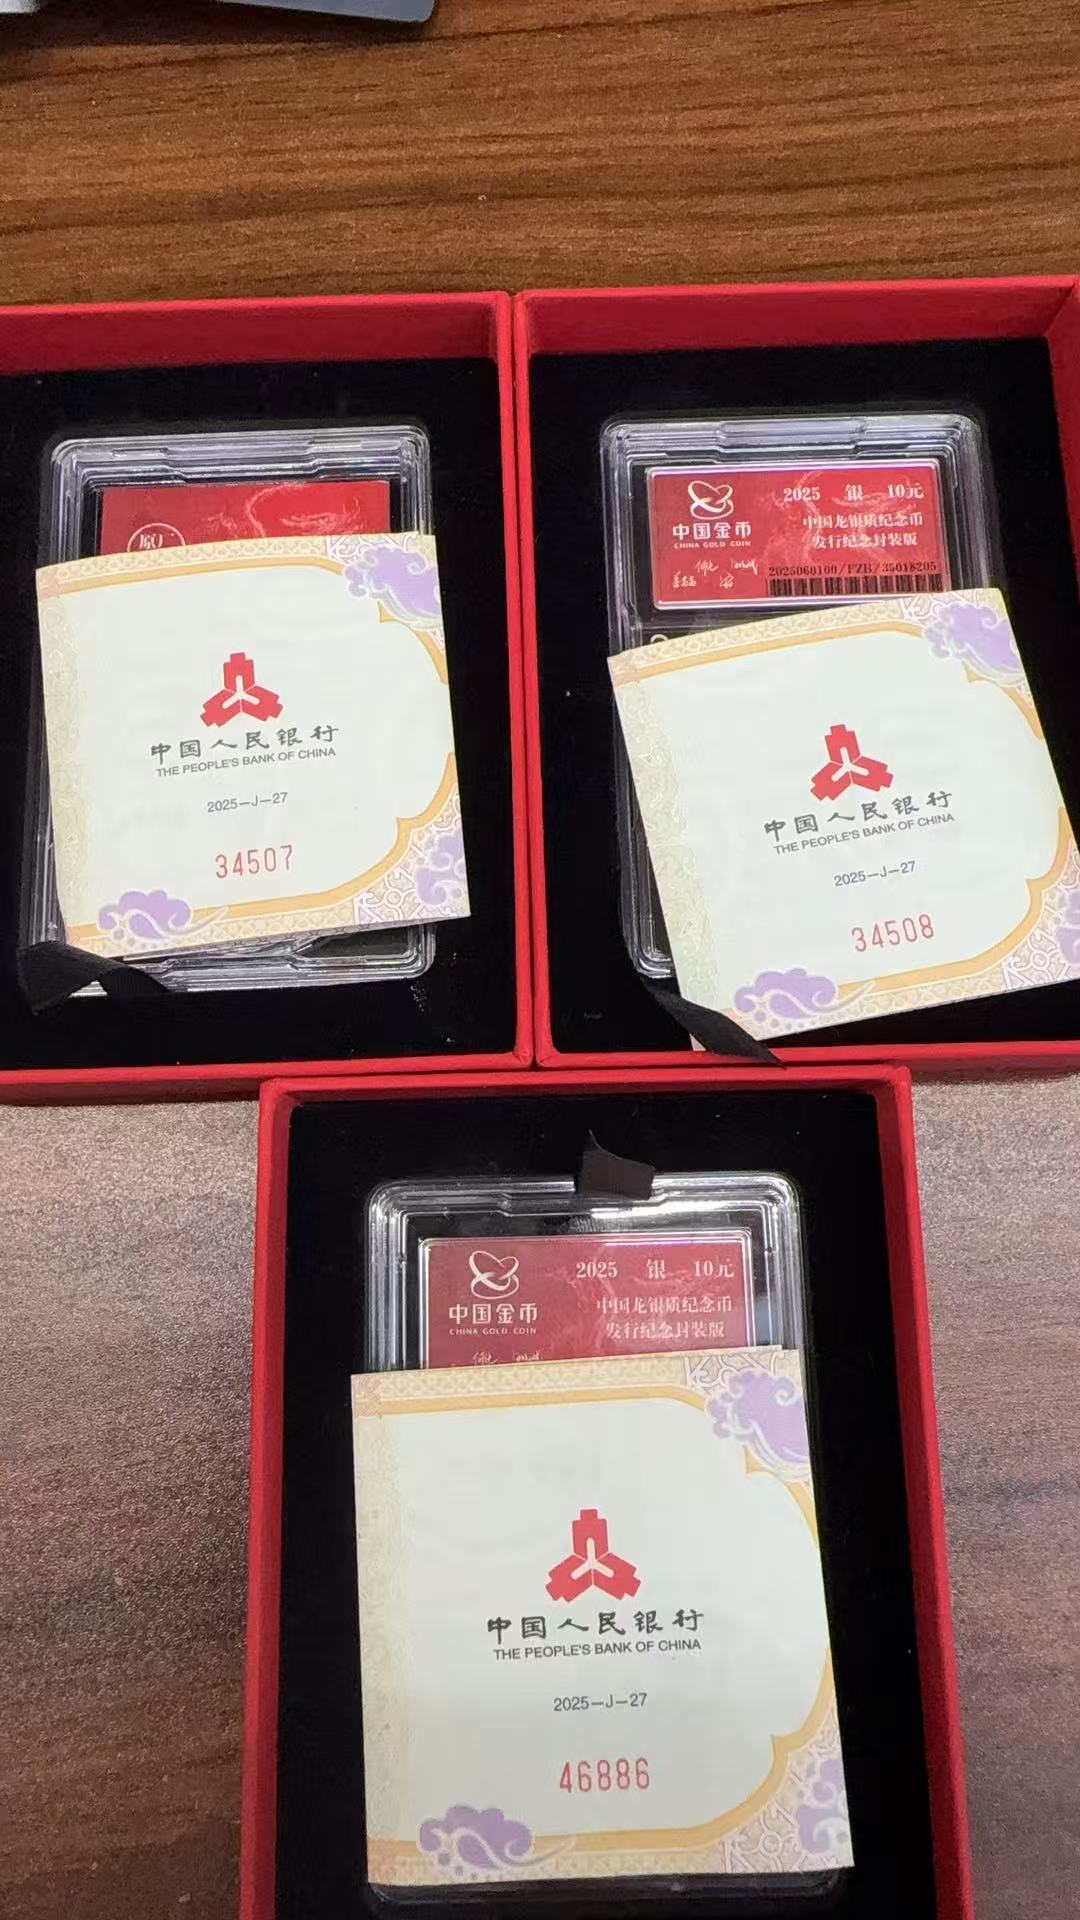 原厂
中国人民银行
THE PEOPLE'S BANK OF CHINA
2025-J-27
34507
中国金币
CHINA GOLD COIN
2025 银 10元
中国龙银质纪念币
发行纪念封装版
2025060100/FZB/35018205
中国人民银行
THE PEOPLE'S BANK OF CHINA
2025-J-27
34508
中国金币
CHINA GOLD COIN
2025 银 10元
中国龙银质纪念币
发行纪念封装版
中国人民银行
THE PEOPLE'S BANK OF CHINA
2025-J-27
46886